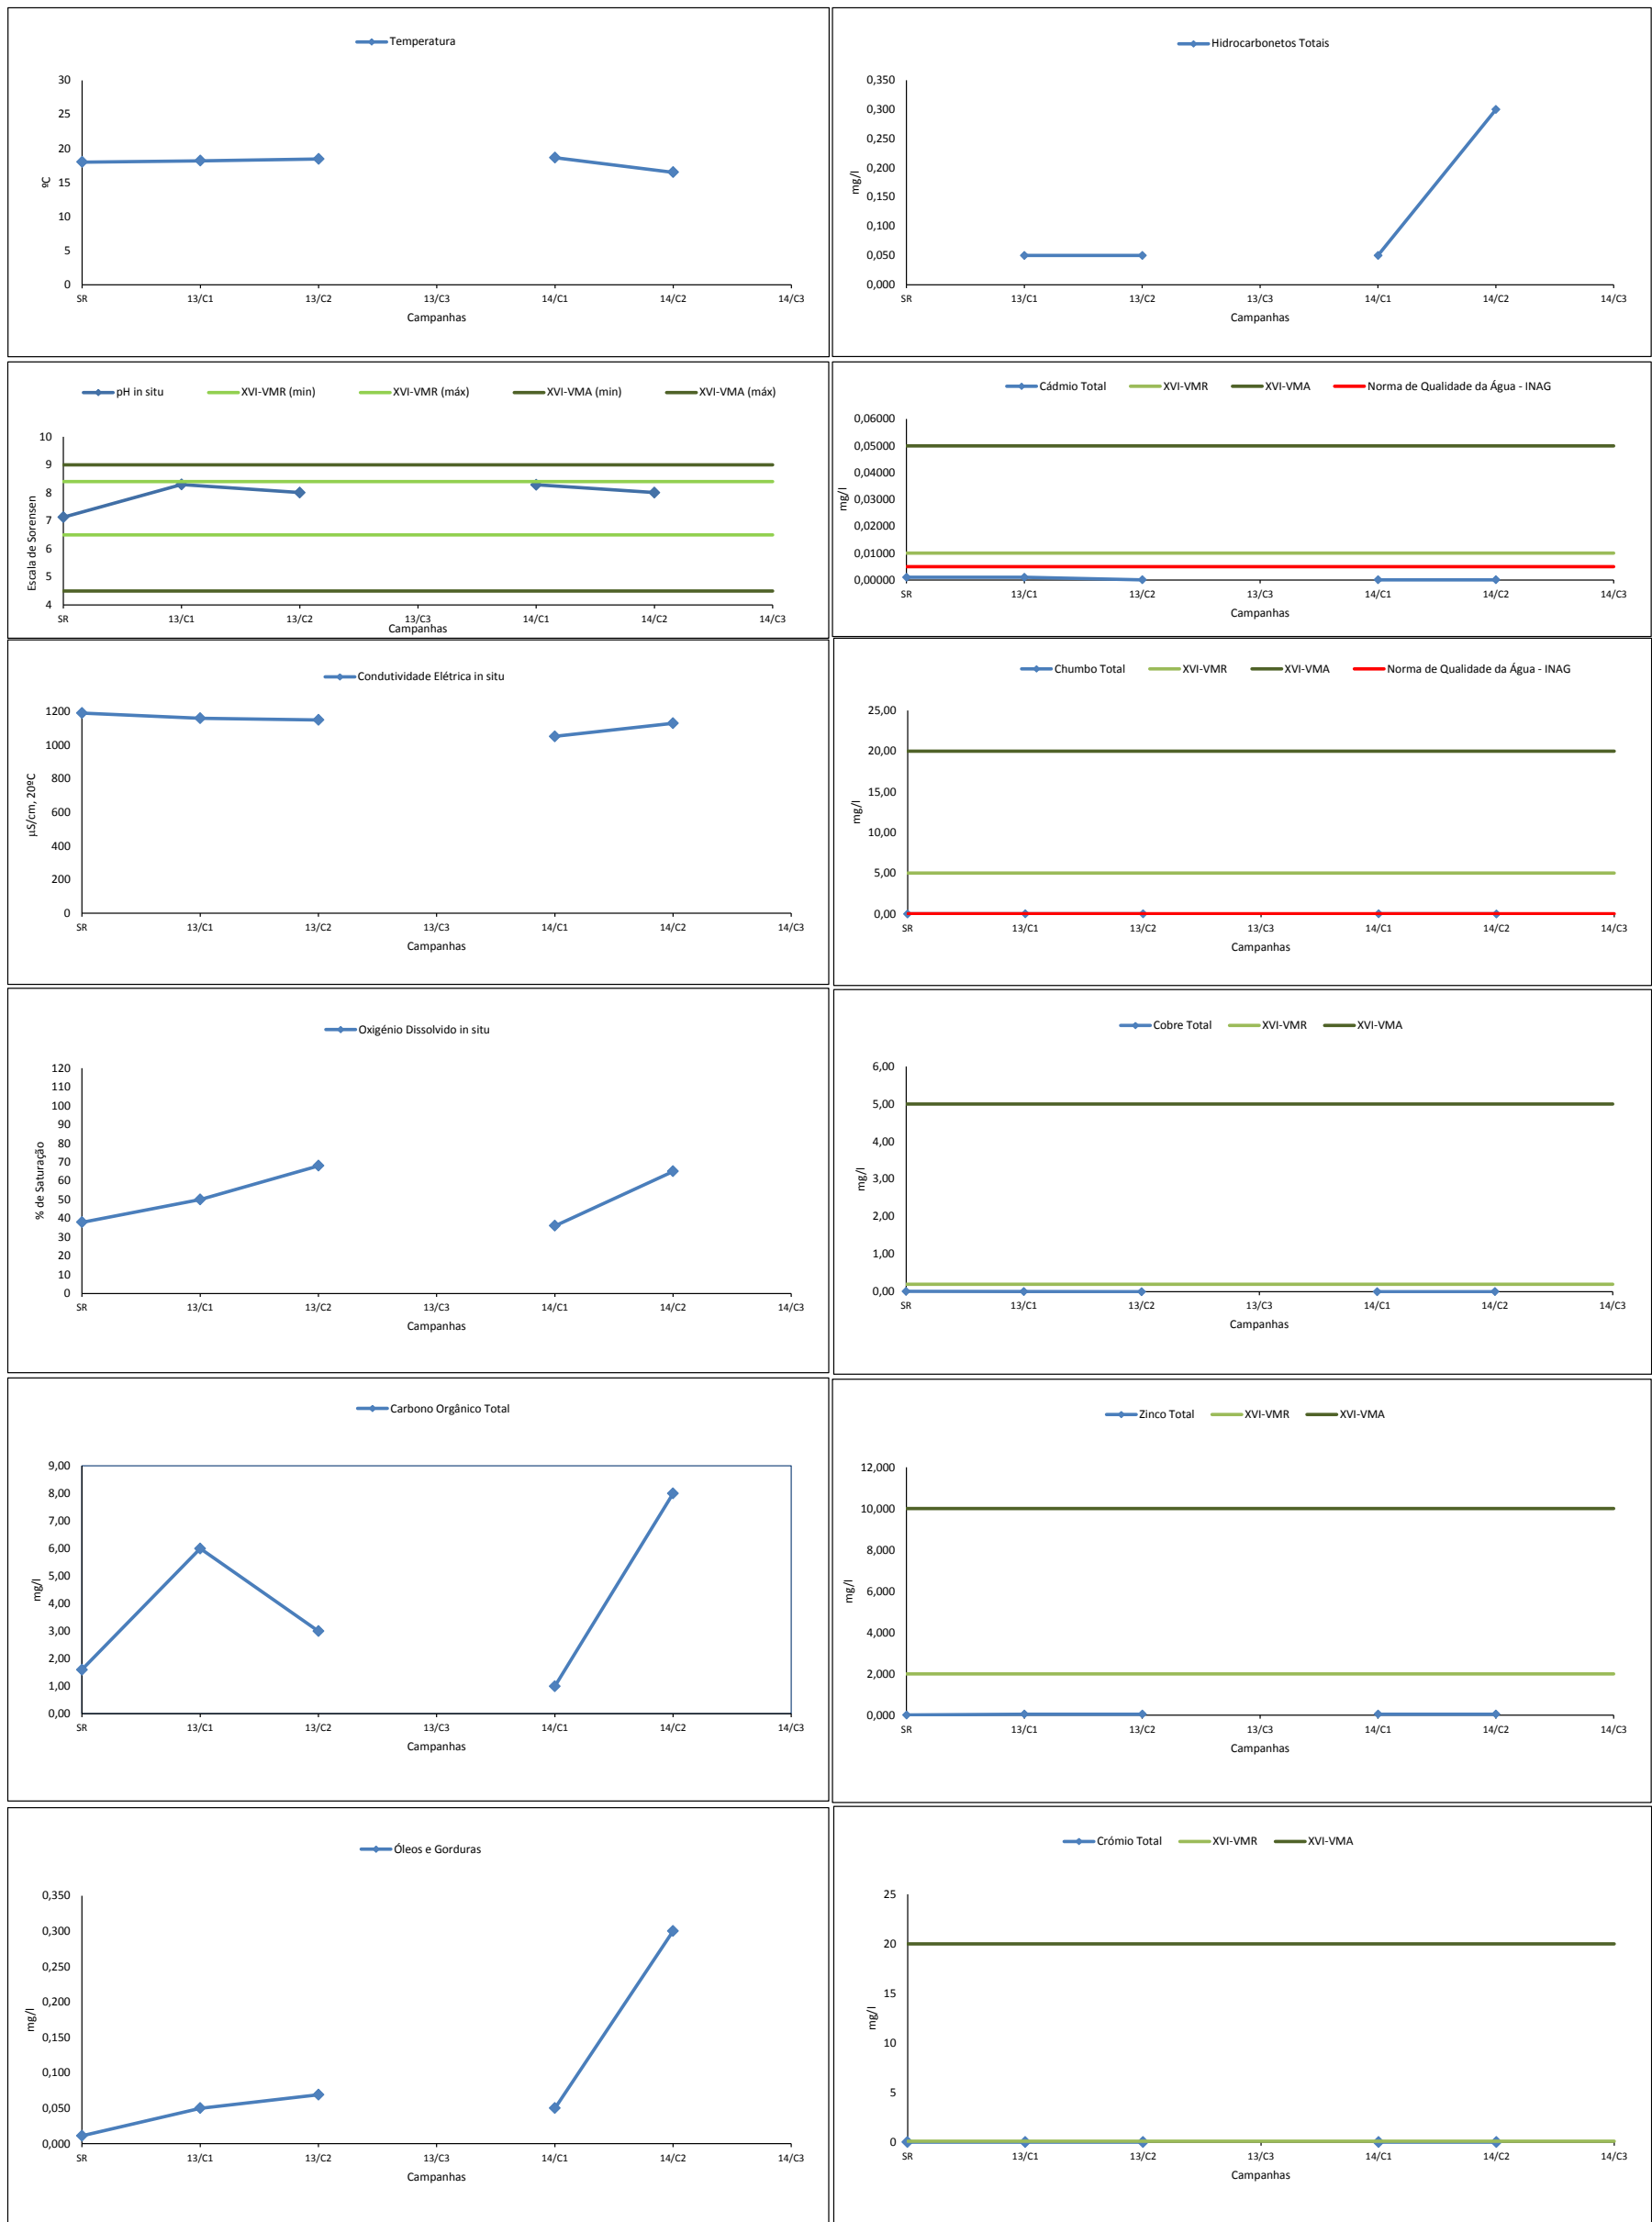 Temperatura
30
25
20
15
10
5
0
ºC
SR 13/C1 13/C2 13/C3 14/C1 14/C2 14/C3
Campanhas
Hidrocarbonetos Totais
0,350
0,300
0,250
0,200
0,150
0,100
0,050
0,000
mg/l
SR 13/C1 13/C2 13/C3 14/C1 14/C2 14/C3
Campanhas
pH in situ XVI-VMR (min) XVI-VMR (máx) XVI-VMA (min) XVI-VMA (máx)
10
9
8
7
6
5
4
Escala de Sorensen
SR 13/C1 13/C2 13/C3 14/C1 14/C2 14/C3
Campanhas
Cádmio Total XVI-VMR XVI-VMA Norma de Qualidade da Água - INAG
0,06000
0,05000
0,04000
0,03000
0,02000
0,01000
0,00000
mg/l
SR 13/C1 13/C2 13/C3 14/C1 14/C2 14/C3
Campanhas
Condutividade Elétrica in situ
1200
1000
800
600
400
200
0
µS/cm, 20ºC
SR 13/C1 13/C2 13/C3 14/C1 14/C2 14/C3
Campanhas
Chumbo Total XVI-VMR XVI-VMA Norma de Qualidade da Água - INAG
25,00
20,00
15,00
10,00
5,00
0,00
mg/l
SR 13/C1 13/C2 13/C3 14/C1 14/C2 14/C3
Campanhas
Oxigénio Dissolvido in situ
120
110
100
90
80
70
60
50
40
30
20
10
0
% de Saturação
SR 13/C1 13/C2 13/C3 14/C1 14/C2 14/C3
Campanhas
Cobre Total XVI-VMR XVI-VMA
6,00
5,00
4,00
3,00
2,00
1,00
0,00
mg/l
SR 13/C1 13/C2 13/C3 14/C1 14/C2 14/C3
Campanhas
Carbono Orgânico Total
9,00
8,00
7,00
6,00
5,00
4,00
3,00
2,00
1,00
0,00
mg/l
SR 13/C1 13/C2 13/C3 14/C1 14/C2 14/C3
Campanhas
Zinco Total XVI-VMR XVI-VMA
12,000
10,000
8,000
6,000
4,000
2,000
0,000
mg/l
SR 13/C1 13/C2 13/C3 14/C1 14/C2 14/C3
Campanhas
Óleos e Gorduras
0,350
0,300
0,250
0,200
0,150
0,100
0,050
0,000
mg/l
SR 13/C1 13/C2 13/C3 14/C1 14/C2 14/C3
Campanhas
Crómio Total XVI-VMR XVI-VMA
25
20
15
10
5
0
mg/l
SR 13/C1 13/C2 13/C3 14/C1 14/C2 14/C3
Campanhas